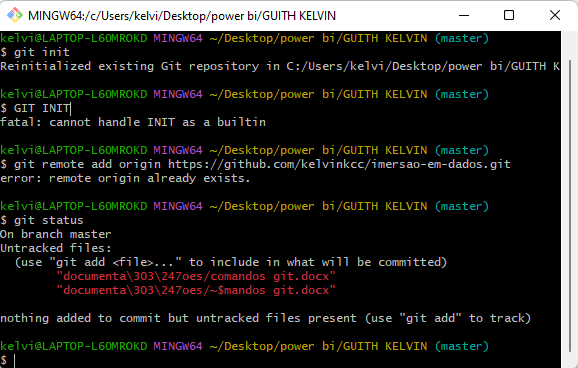 MINGW64:/c/Users/kelvi/Desktop/power bi/GUITH KELVIN
kelvi@LAPTOP-L6OMROKD MINGW64 ~/Desktop/power bi/GUITH KELVIN (master)
$ git init
Reinitialized existing Git repository in C:/Users/kelvi/Desktop/power bi/GUITH K
kelvi@LAPTOP-L6OMROKD MINGW64 ~/Desktop/power bi/GUITH KELVIN (master)
$ GIT INIT
fatal: cannot handle INIT as a builtin
kelvi@LAPTOP-L6OMROKD MINGW64 ~/Desktop/power bi/GUITH KELVIN (master)
$ git remote add origin https://github.com/kelvinkcc/imersao-em-dados.git
error: remote origin already exists.
kelvi@LAPTOP-L6OMROKD MINGW64 ~/Desktop/power bi/GUITH KELVIN (master)
$ git status
On branch master
Untracked files:
(use "git add <file>..." to include in what will be committed)
"documenta\303\247oes/comandos git.docx"
"documenta\303\247oes/~$mandos git.docx"
nothing added to commit but untracked files present (use "git add" to track)
kelvi@LAPTOP-L6OMROKD MINGW64 ~/Desktop/power bi/GUITH KELVIN (master)
$